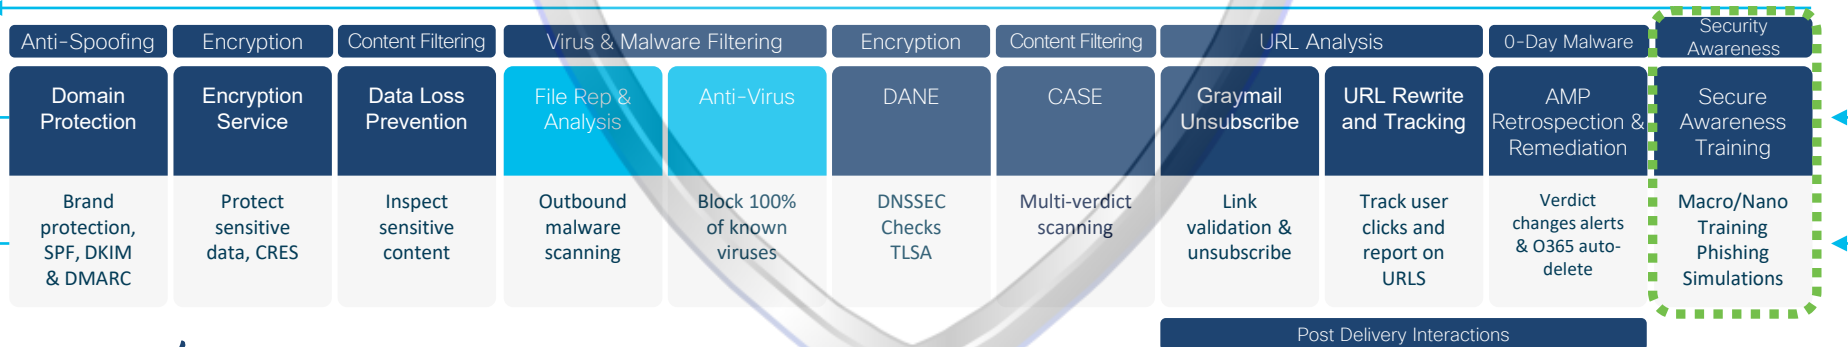 Anti-Spoofing
Encryption
Content Filtering
Virus & Malware Filtering
Encryption
Content Filtering
URL Analysis
0-Day Malware
Security
Awareness
Domain
Protection
Encryption
Service
Data Loss
Prevention
File Rep &
Analysis
Anti-Virus
DANE
CASE
Graymail
Unsubscribe
URL Rewrite
and Tracking
AMP
Retrospection &
Remediation
Secure
Awareness
Training
Brand
protection,
SPF, DKIM
& DMARC
Protect
sensitive
data, CRES
Inspect
sensitive
content
Outbound
malware
scanning
Block 100%
of known
viruses
DNSSEC
Checks
TLSA
Multi-verdict
scanning
Link
validation &
unsubscribe
Track user
clicks and
report on
URLS
Verdict
changes alerts
& O365 auto-
delete
Macro/Nano
Training
Phishing
Simulations
Post Delivery Interactions